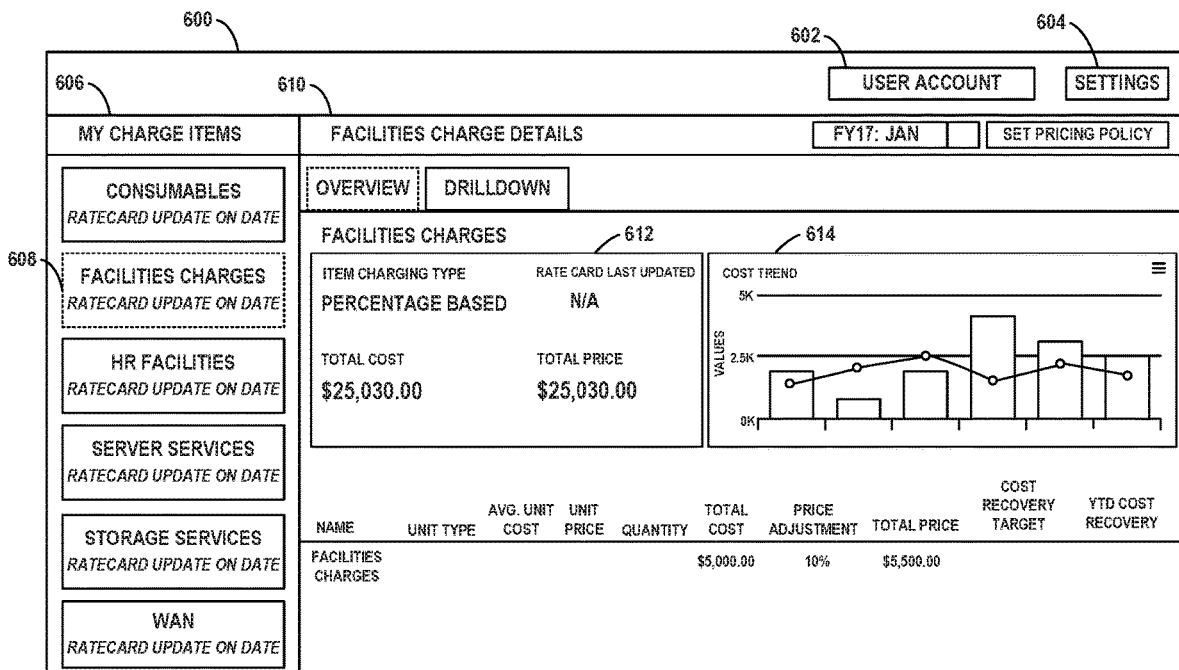 600
602
604
USER ACCOUNT
SETTINGS
606
610
MY CHARGE ITEMS
FACILITIES CHARGE DETAILS
FY17: JAN
SET PRICING POLICY
CONSUMABLES
RATECARD UPDATE ON DATE
OVERVIEW
DRILLDOWN
608
FACILITIES CHARGES
RATECARD UPDATE ON DATE
FACILITIES CHARGES
612
614
ITEM CHARGING TYPE
RATE CARD LAST UPDATED
PERCENTAGE BASED
N/A
TOTAL COST
TOTAL PRICE
$25,030.00
$25,030.00
COST TREND
5K
VALUES
2.5K
0K
HR FACILITIES
RATECARD UPDATE ON DATE
SERVER SERVICES
RATECARD UPDATE ON DATE
STORAGE SERVICES
RATECARD UPDATE ON DATE
WAN
RATECARD UPDATE ON DATE
NAME
UNIT TYPE
AVG. UNIT
COST
UNIT
PRICE
QUANTITY
TOTAL
COST
PRICE
ADJUSTMENT
TOTAL PRICE
COST
RECOVERY
TARGET
YTD COST
RECOVERY
FACILITIES
CHARGES
$5,000.00
10%
$5,500.00